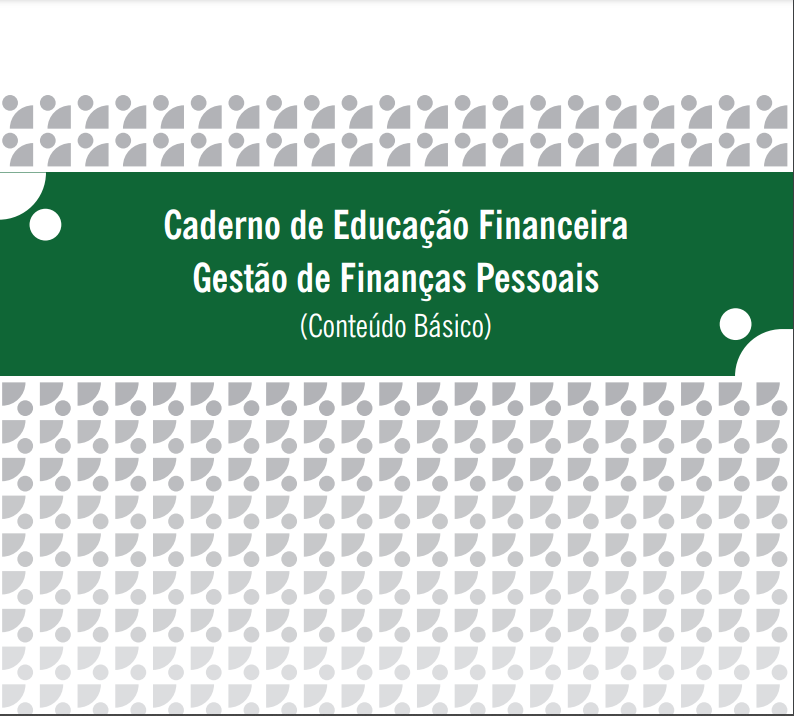 Caderno de Educação Financeira
Gestão de Finanças Pessoais
(Conteúdo Básico)